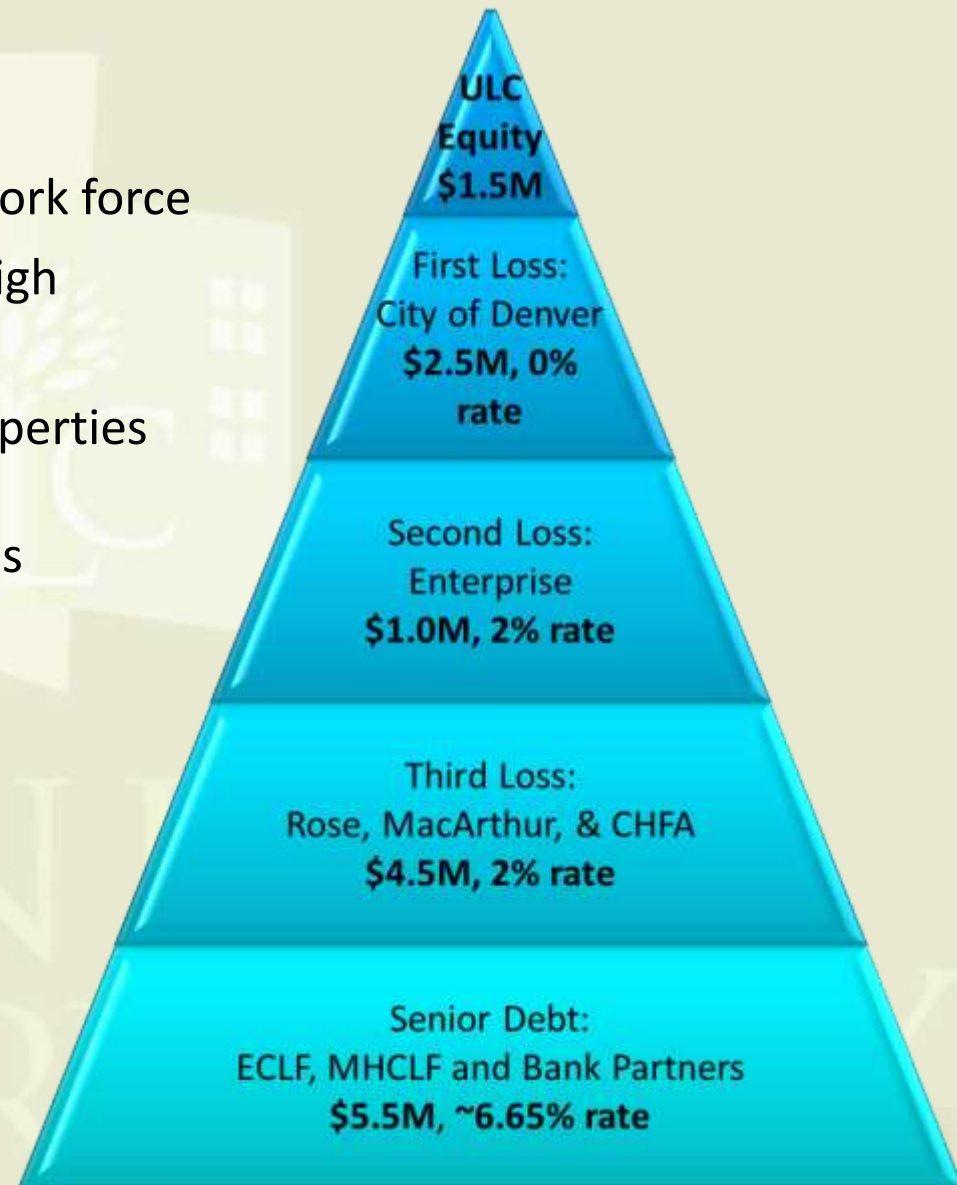 ork force
igh
perties
s
ULC
Equity
$1.5M
First Loss:
City of Denver
$2.5M, 0%
rate
Second Loss:
Enterprise
$1.0M, 2% rate
Third Loss:
Rose, MacArthur, & CHFA
$4.5M, 2% rate
Senior Debt:
ECLF, MHCLF and Bank Partners
$5.5M, ~6.65% rate